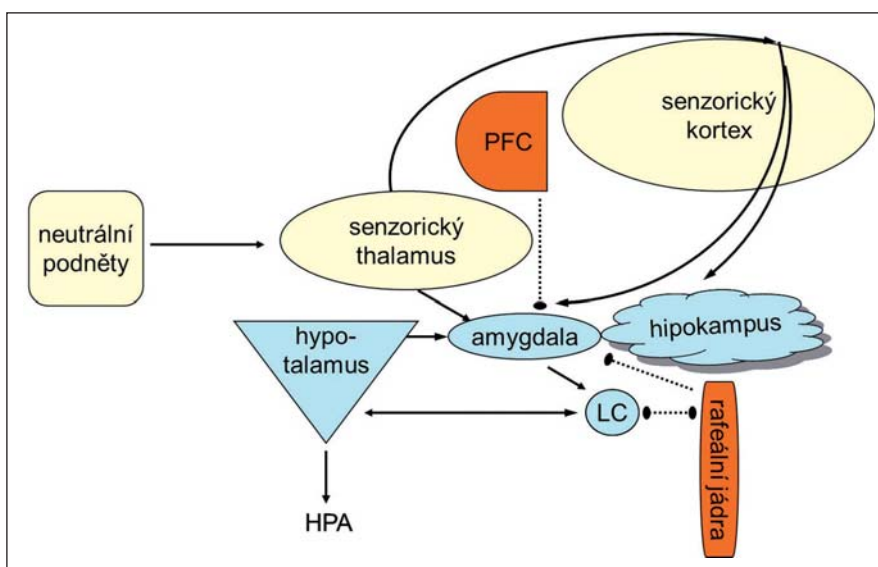 senzorický
kortex
PFC
neutrální
podněty
senzorický
thalamus
hypo-
talamus
amygdala
hipokampus
LC
rafeální jádra
HPA